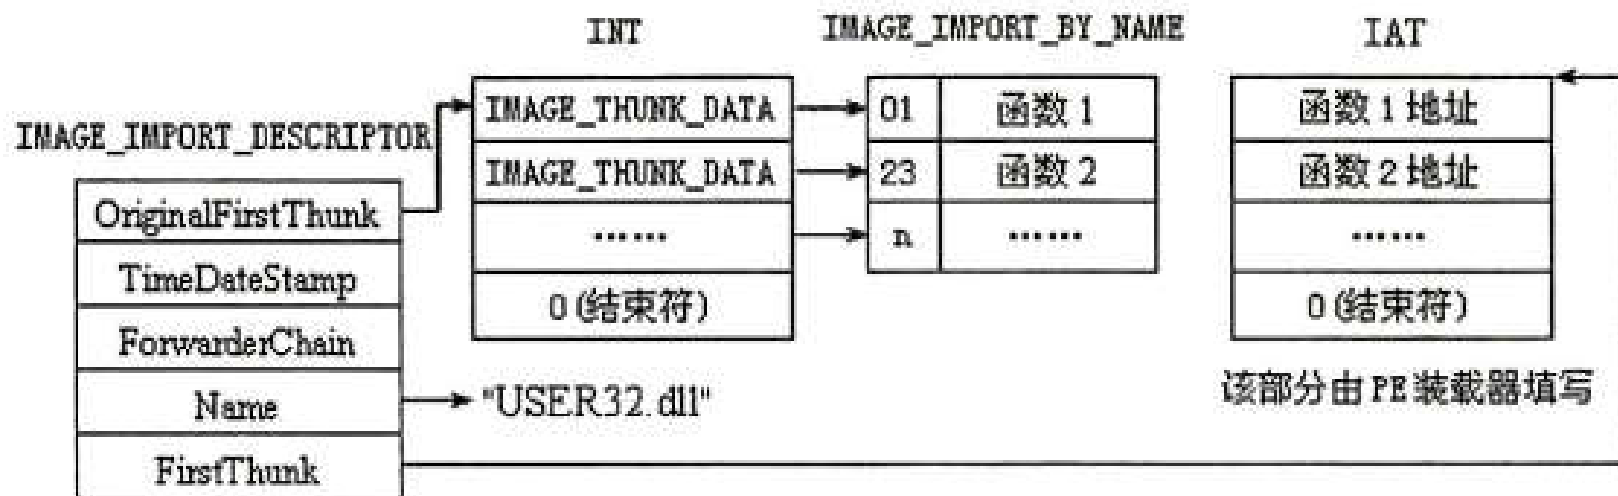 INT
IMAGE_IMPORT_BY_NAME
IAT
IMAGE_IMPORT_DESCRIPTOR
OriginalFirstThunk
TimeDateStamp
ForwarderChain
Name
FirstThunk
IMAGE_THUNK_DATA
IMAGE_THUNK_DATA
……
0(结束符)
"USER32.dll"
01 函数1
23 函数2
n ……
函数1地址
函数2地址
……
0(结束符)
该部分由PE装载器填写